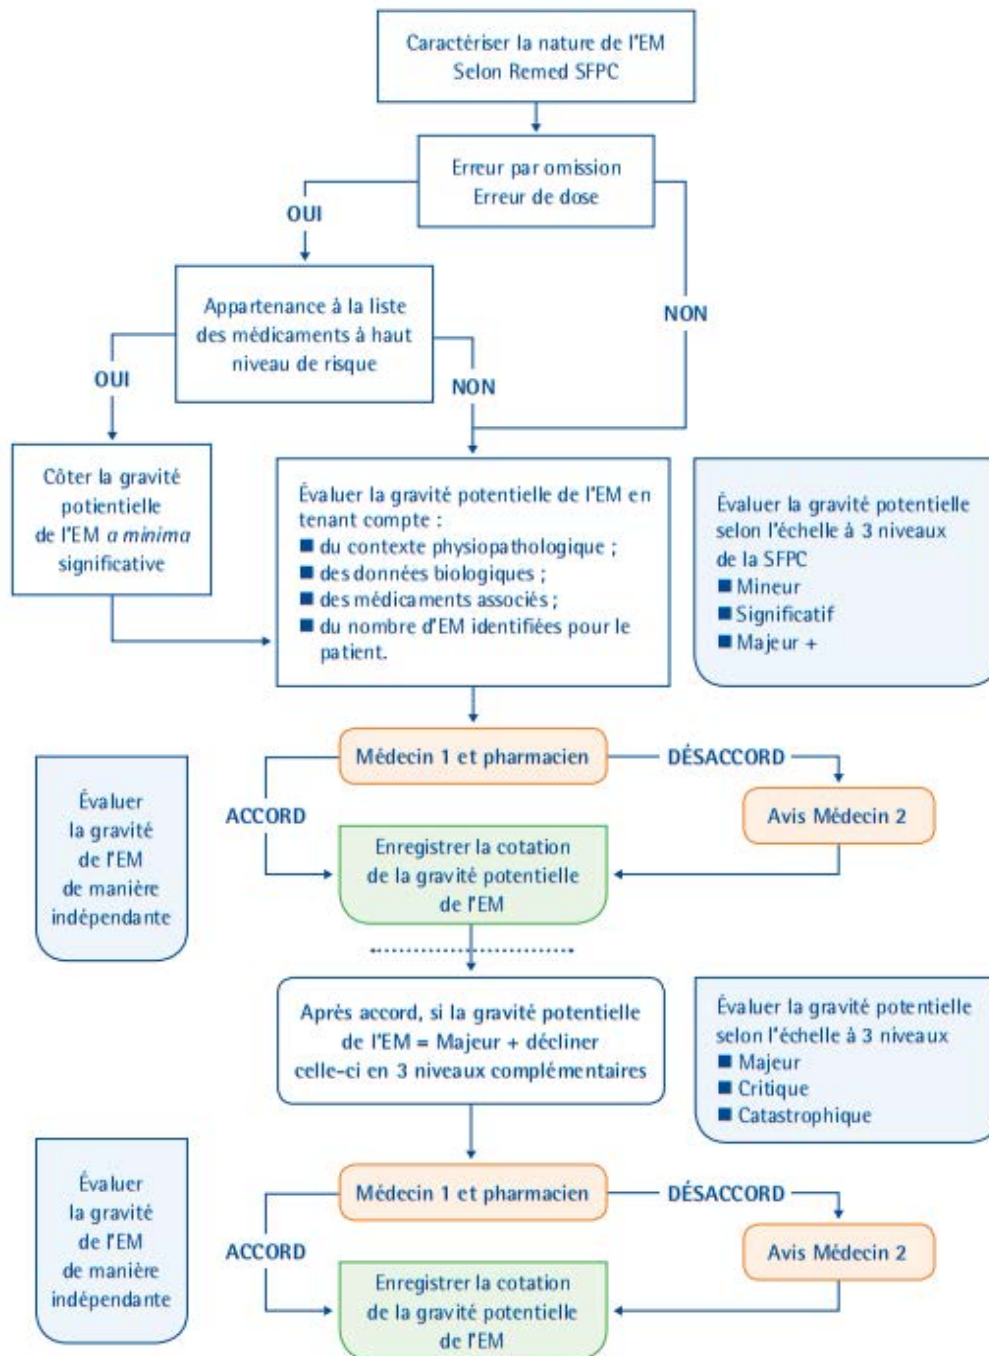 Caractériser la nature de l'EM
Selon Remed SFPC
Erreur par omission
Erreur de dose
OUI
NON
Appartenance à la liste
des médicaments à haut
niveau de risque
OUI
NON
Côter la gravité
potientielle
de l'EM a minima
significative
Évaluer la gravité potentielle de l'EM en
tenant compte :
■ du contexte physiopathologique ;
■ des données biologiques ;
■ des médicaments associés ;
■ du nombre d'EM identifiées pour le
patient.
Évaluer la gravité potentielle
selon l'échelle à 3 niveaux
de la SFPC
■ Mineur
■ Significatif
■ Majeur +
Évaluer
la gravité
de l'EM
de manière
indépendante
Médecin 1 et pharmacien
DÉSACCORD
ACCORD
Avis Médecin 2
Enregistrer la cotation
de la gravité potentielle
de l'EM
Après accord, si la gravité potentielle
de l'EM = Majeur + décliner
celle-ci en 3 niveaux complémentaires
Évaluer la gravité potentielle
selon l'échelle à 3 niveaux
■ Majeur
■ Critique
■ Catastrophique
Évaluer
la gravité
de l'EM
de manière
indépendante
Médecin 1 et pharmacien
DÉSACCORD
ACCORD
Avis Médecin 2
Enregistrer la cotation
de la gravité potentielle
de l'EM